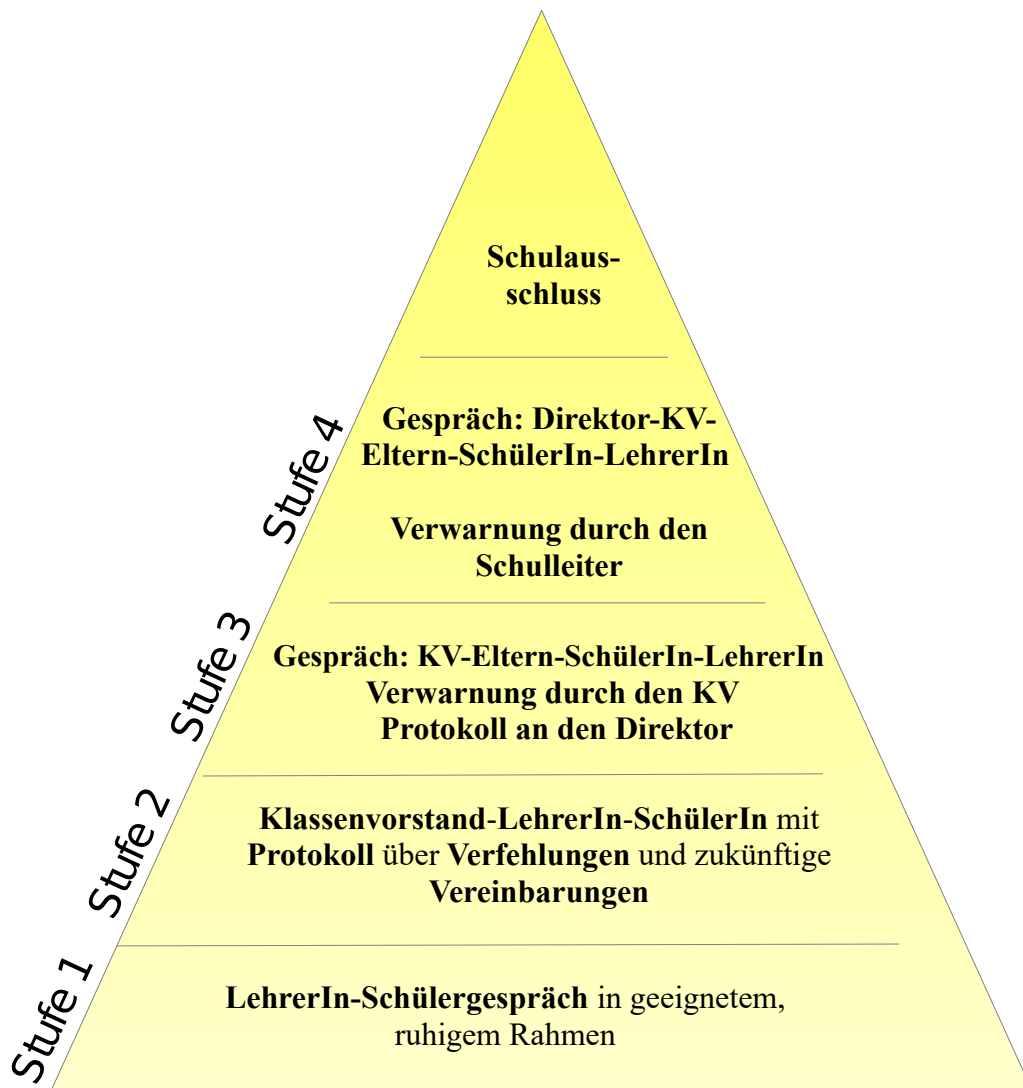 Schulaus-
schluss
Stufe 4
Gespräch: Direktor-KV-
Eltern-SchülerIn-LehrerIn
Verwarnung durch den
Schulleiter
Stufe 3
Gespräch: KV-Eltern-SchülerIn-LehrerIn
Verwarnung durch den KV
Protokoll an den Direktor
Stufe 2
Klassenvorstand-LehrerIn-SchülerIn mit
Protokoll über Verfehlungen und zukünftige
Vereinbarungen
Stufe 1
LehrerIn-Schülergespräch in geeignetem,
ruhigem Rahmen